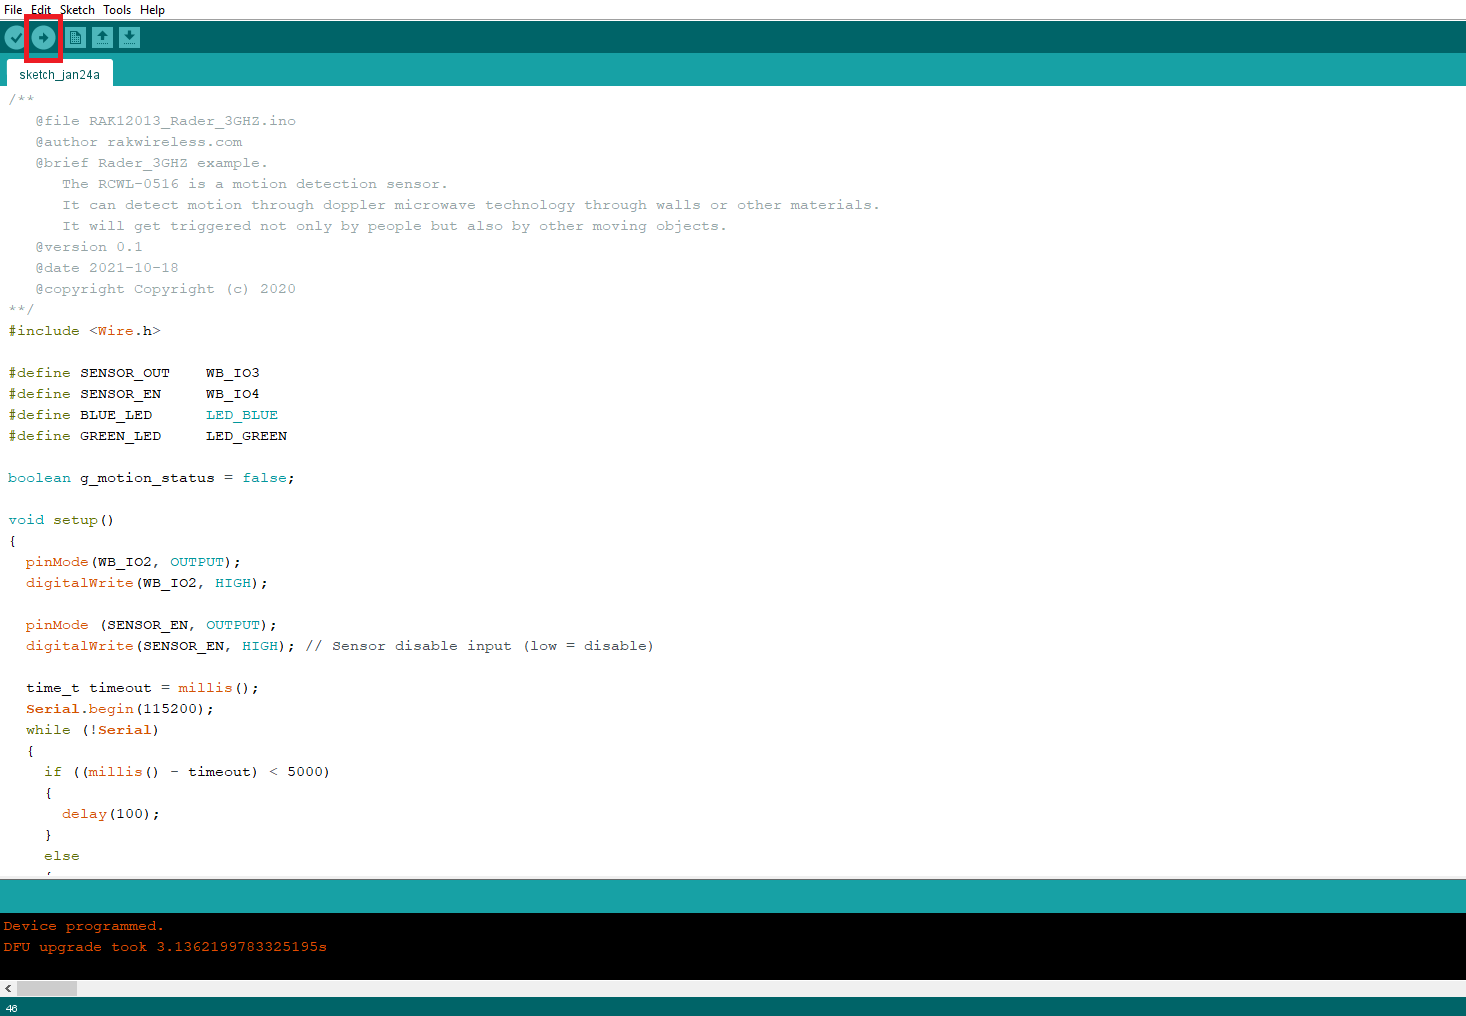 File Edit Sketch Tools Help
sketch_jan24a
/**
   @file RAK12013_Rader_3GHZ.ino
   @author rakwireless.com
   @brief Rader_3GHZ example.
      The RCWL-0516 is a motion detection sensor.
      It can detect motion through doppler microwave technology through walls or other materials.
      It will get triggered not only by people but also by other moving objects.
   @version 0.1
   @date 2021-10-18
   @copyright Copyright (c) 2020
**/
#include <Wire.h>
#define SENSOR_OUT    WB_IO3
#define SENSOR_EN     WB_IO4
#define BLUE_LED      LED_BLUE
#define GREEN_LED     LED_GREEN
boolean g_motion_status = false;
void setup()
{
  pinMode(WB_IO2, OUTPUT);
  digitalWrite(WB_IO2, HIGH);
  pinMode (SENSOR_EN, OUTPUT);
  digitalWrite(SENSOR_EN, HIGH); // Sensor disable input (low = disable)
  time_t timeout = millis();
  Serial.begin(115200);
  while (!Serial)
  {
    if ((millis() - timeout) < 5000)
    {
      delay(100);
    }
    else
Device programmed.
DFU upgrade took 3.1362199783325195s
46